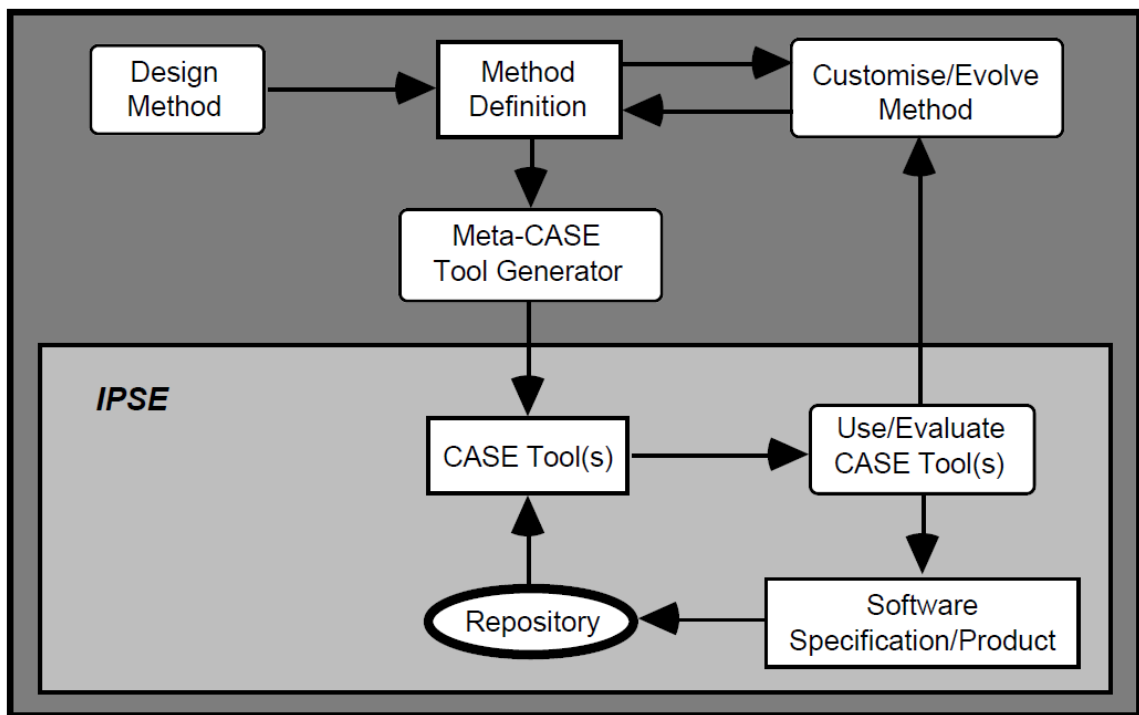 Design
Method
Method
Definition
Customise/Evolve
Method
Meta-CASE
Tool Generator
IPSE
CASE Tool(s)
Use/Evaluate
CASE Tool(s)
Repository
Software
Specification/Product